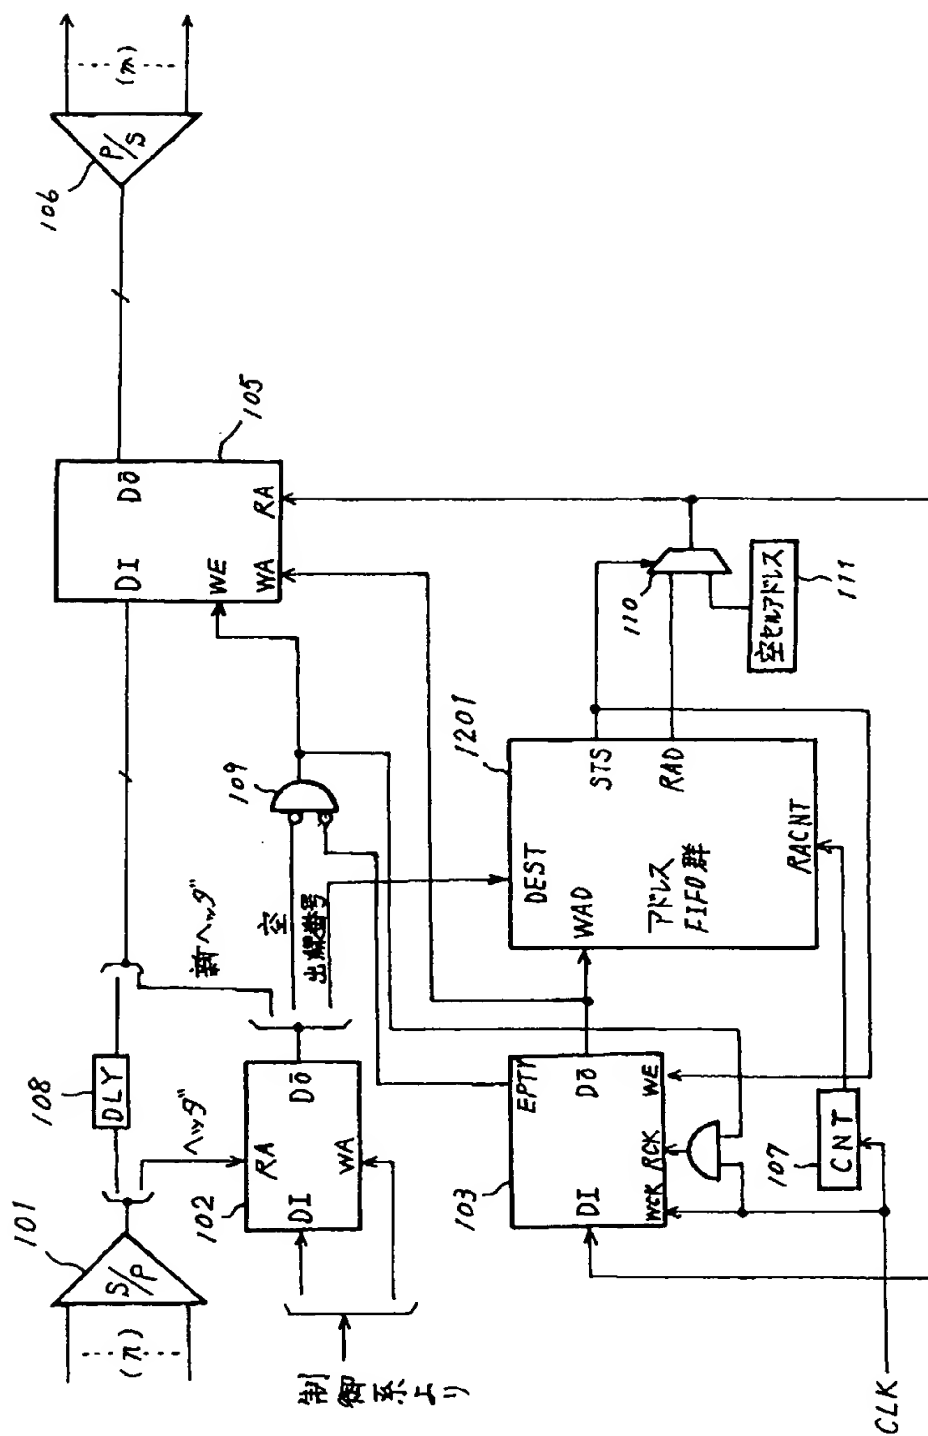 101
S/P
(n)
108
DLY
ヘッダ
新ヘッダ
105
DI
DO
WE
WA
RA
106
P/S
(m)
102
RA
DI
DO
WA
制御系より
空
出線番号
109
103
EPTY
DI
DO
WCK
RCK
WE
1201
DEST
STS
WAD
RAD
アドレス
FIFO群
RACNT
110
空セルアドレス
111
107
CNT
CLK